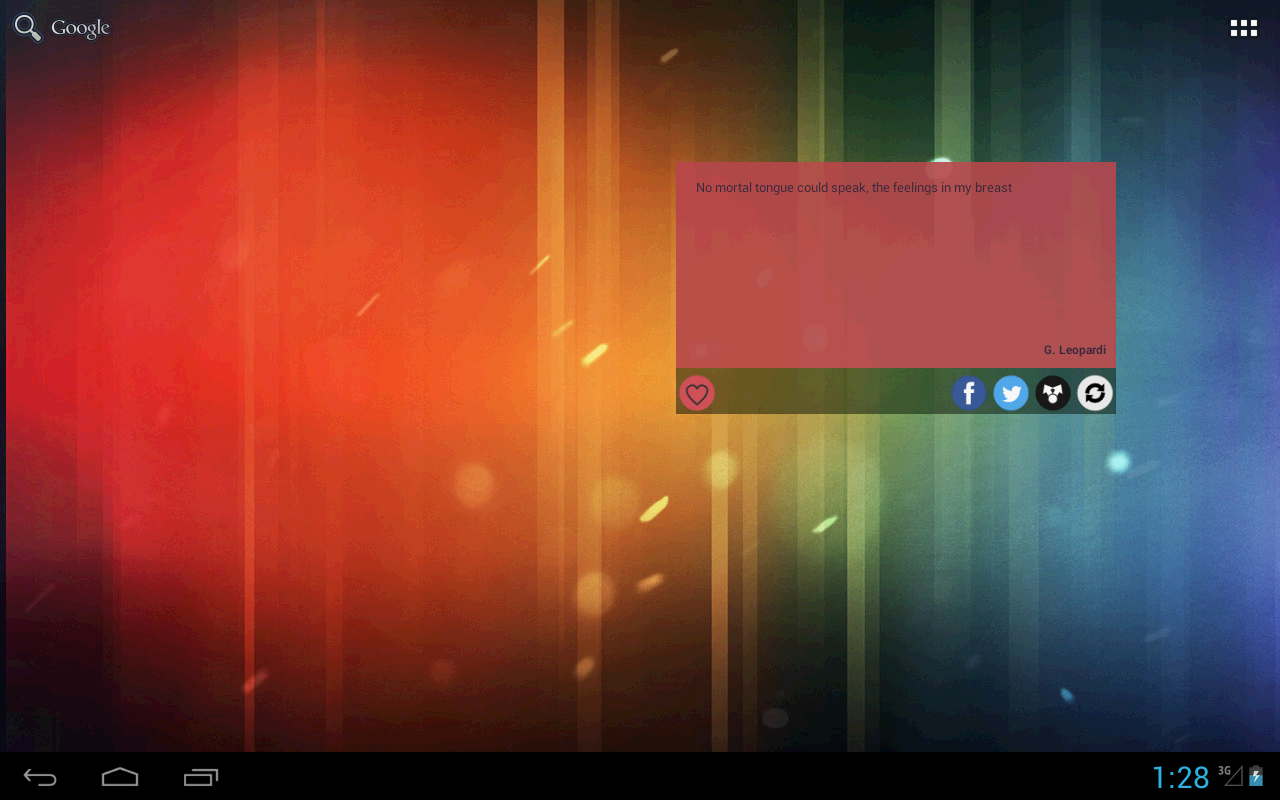 Google
No mortal tongue could speak, the feelings in my breast
G. Leopardi
1:28
3G